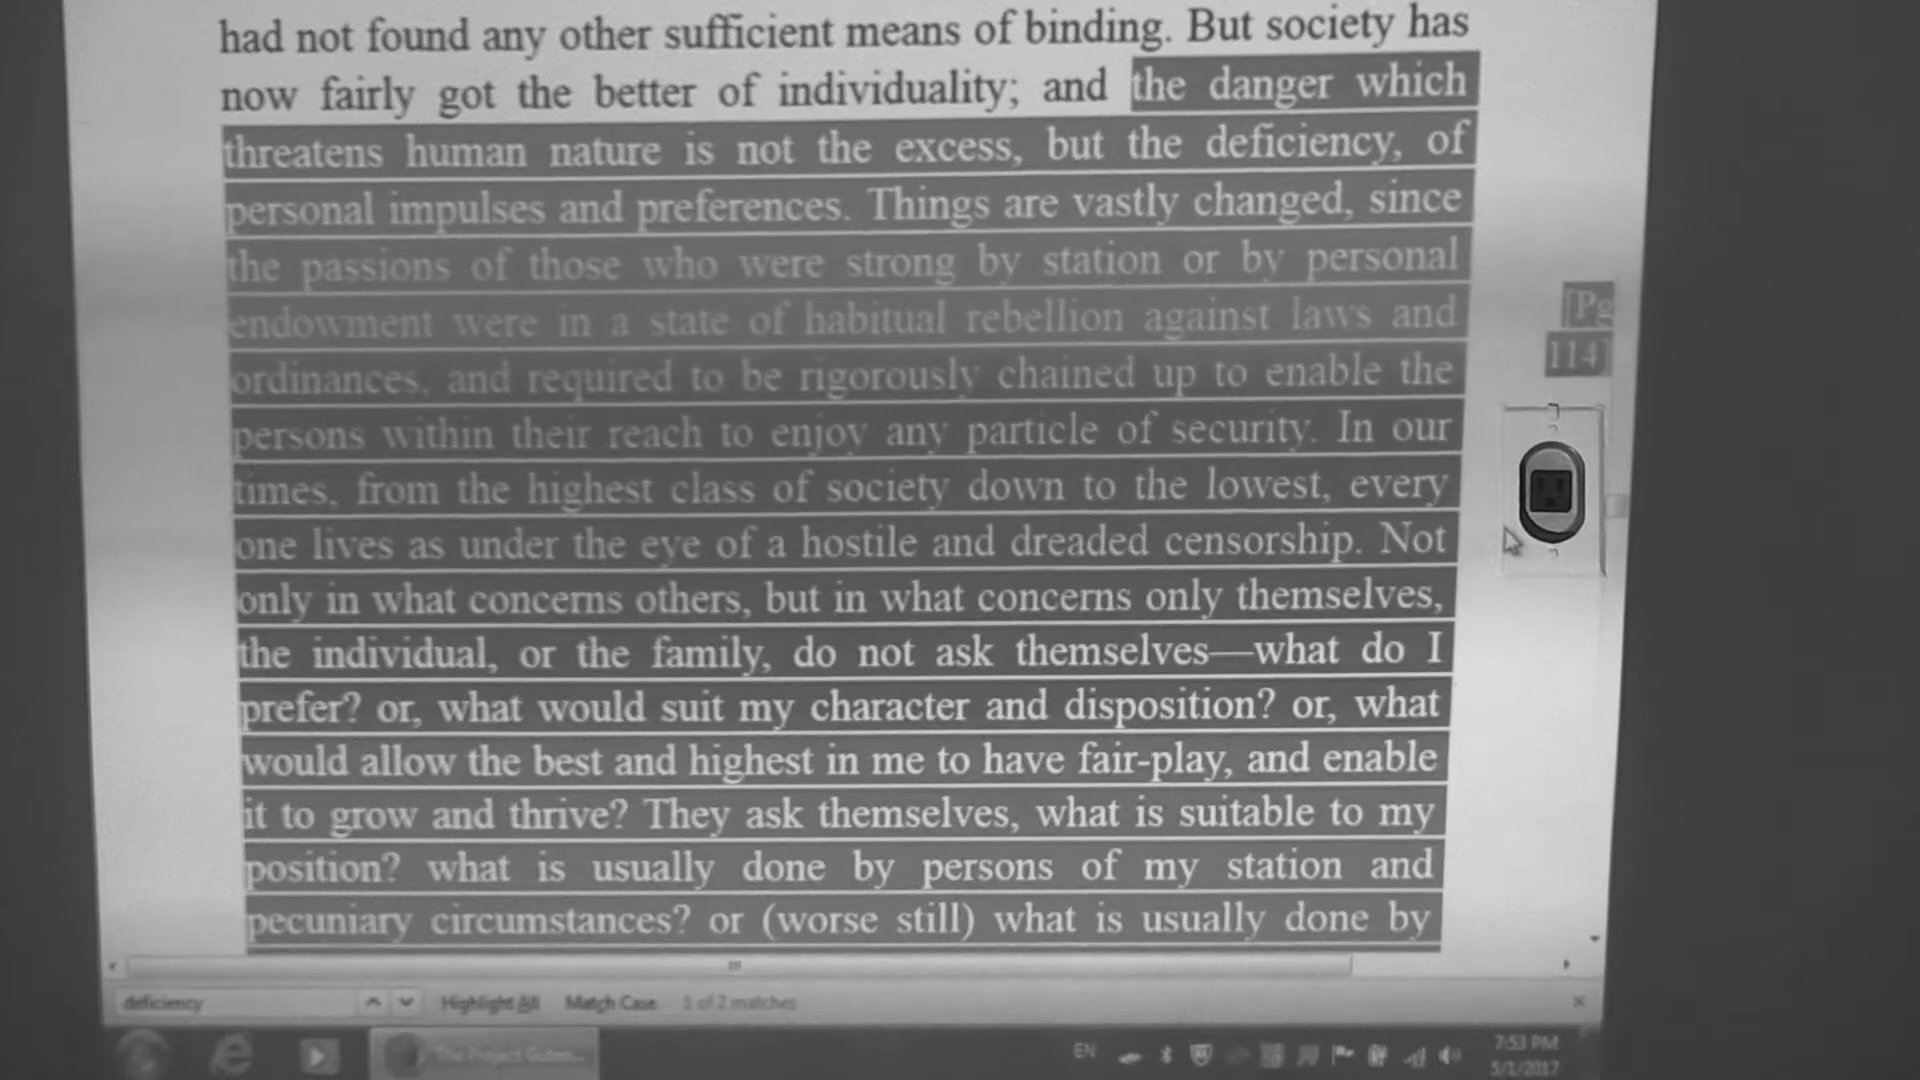 had not found any other sufficient means of binding. But society has
now fairly got the better of individuality; and the danger which
threatens human nature is not the excess, but the deficiency, of
personal impulses and preferences. Things are vastly changed, since
the passions of those who were strong by station or by personal
endowment were in a state of habitual rebellion against laws and
ordinances, and required to be rigorously chained up to enable the
persons within their reach to enjoy any particle of security. In our
times, from the highest class of society down to the lowest, every
one lives as under the eye of a hostile and dreaded censorship. Not
only in what concerns others, but in what concerns only themselves,
the individual, or the family, do not ask themselves—what do I
prefer? or, what would suit my character and disposition? or, what
would allow the best and highest in me to have fair-play, and enable
it to grow and thrive? They ask themselves, what is suitable to my
position? what is usually done by persons of my station and
pecuniary circumstances? or (worse still) what is usually done by
[Pg
114]
deficiency Highlight All Match Case 1 of 2 matches
The Project Guten...
EN
7:53 PM
5/1/2017